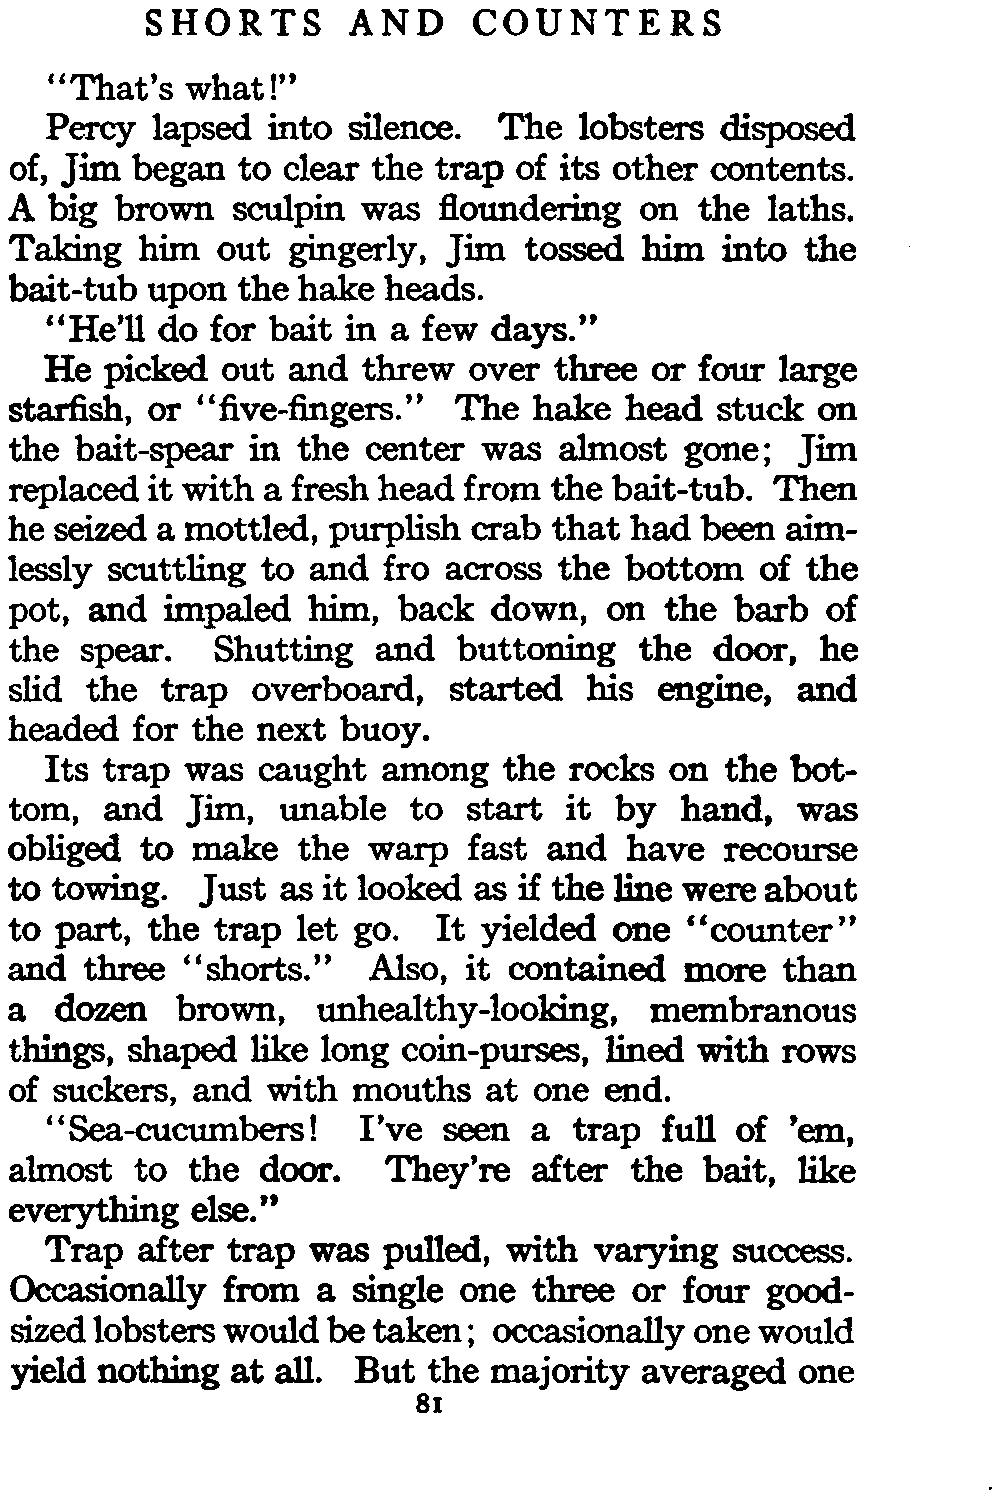 SHORTS AND COUNTERS
"That's what!"
Percy lapsed into silence. The lobsters disposed
of, Jim began to clear the trap of its other contents.
A big brown sculpin was floundering on the laths.
Taking him out gingerly, Jim tossed him into the
bait-tub upon the hake heads.
"He'll do for bait in a few days."
He picked out and threw over three or four large
starfish, or "five-fingers." The hake head stuck on
the bait-spear in the center was almost gone; Jim
replaced it with a fresh head from the bait-tub. Then
he seized a mottled, purplish crab that had been aim-
lessly scuttling to and fro across the bottom of the
pot, and impaled him, back down, on the barb of
the spear. Shutting and buttoning the door, he
slid the trap overboard, started his engine, and
headed for the next buoy.
Its trap was caught among the rocks on the bot-
tom, and Jim, unable to start it by hand, was
obliged to make the warp fast and have recourse
to towing. Just as it looked as if the line were about
to part, the trap let go. It yielded one "counter"
and three "shorts." Also, it contained more than
a dozen brown, unhealthy-looking, membranous
things, shaped like long coin-purses, lined with rows
of suckers, and with mouths at one end.
"Sea-cucumbers! I've seen a trap full of 'em,
almost to the door. They're after the bait, like
everything else."
Trap after trap was pulled, with varying success.
Occasionally from a single one three or four good-
sized lobsters would be taken; occasionally one would
yield nothing at all. But the majority averaged one
81